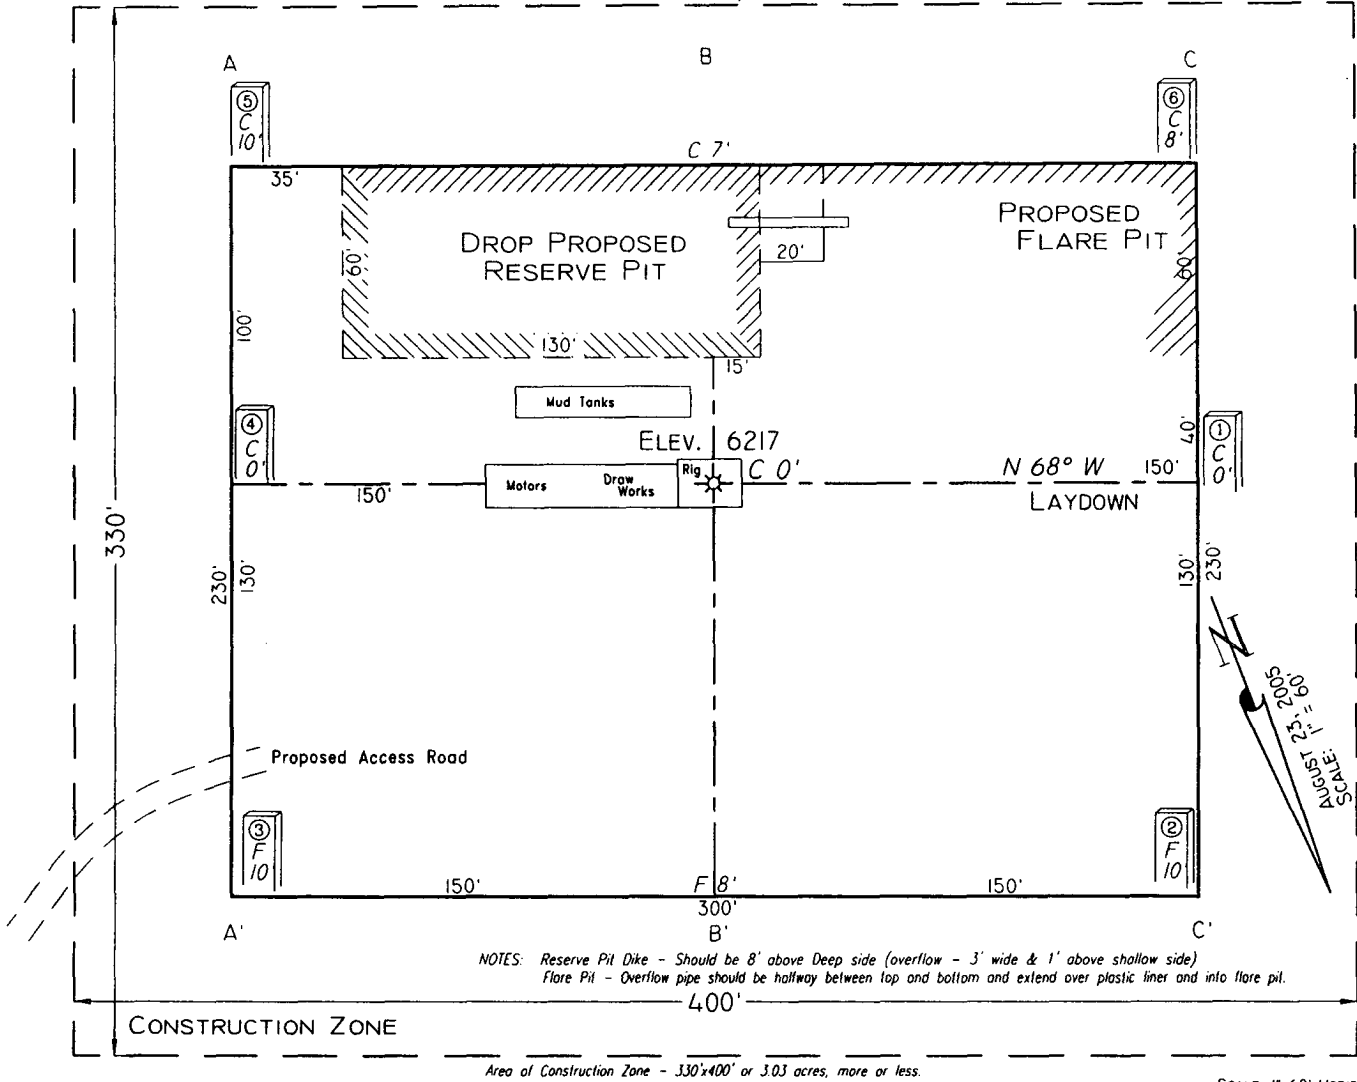 A
B
C
⑤
C
10'
⑥
C
8'
C 7'
35'
PROPOSED
FLARE PIT
DROP PROPOSED
RESERVE PIT
20'
60'
60'
100'
130'
15'
Mud Tanks
④
C
0'
ELEV. 6217
40'
①
C
0'
Rig
C 0'
N 68° W
150'
Motors
Draw
Works
150'
LAYDOWN
330'
230'
130'
130'
230'
N
AUGUST 23, 2005
SCALE: 1" = 60'
Proposed Access Road
③
F
10'
②
F
10'
150'
F 8'
150'
300'
A'
B'
C'
NOTES: Reserve Pit Dike - Should be 8' above Deep side (overflow - 3' wide & 1' above shallow side)
Flare Pit - Overflow pipe should be halfway between top and bottom and extend over plastic liner and into flare pit.
400'
CONSTRUCTION ZONE
Area of Construction Zone - 330'x400' or 3.03 acres, more or less.